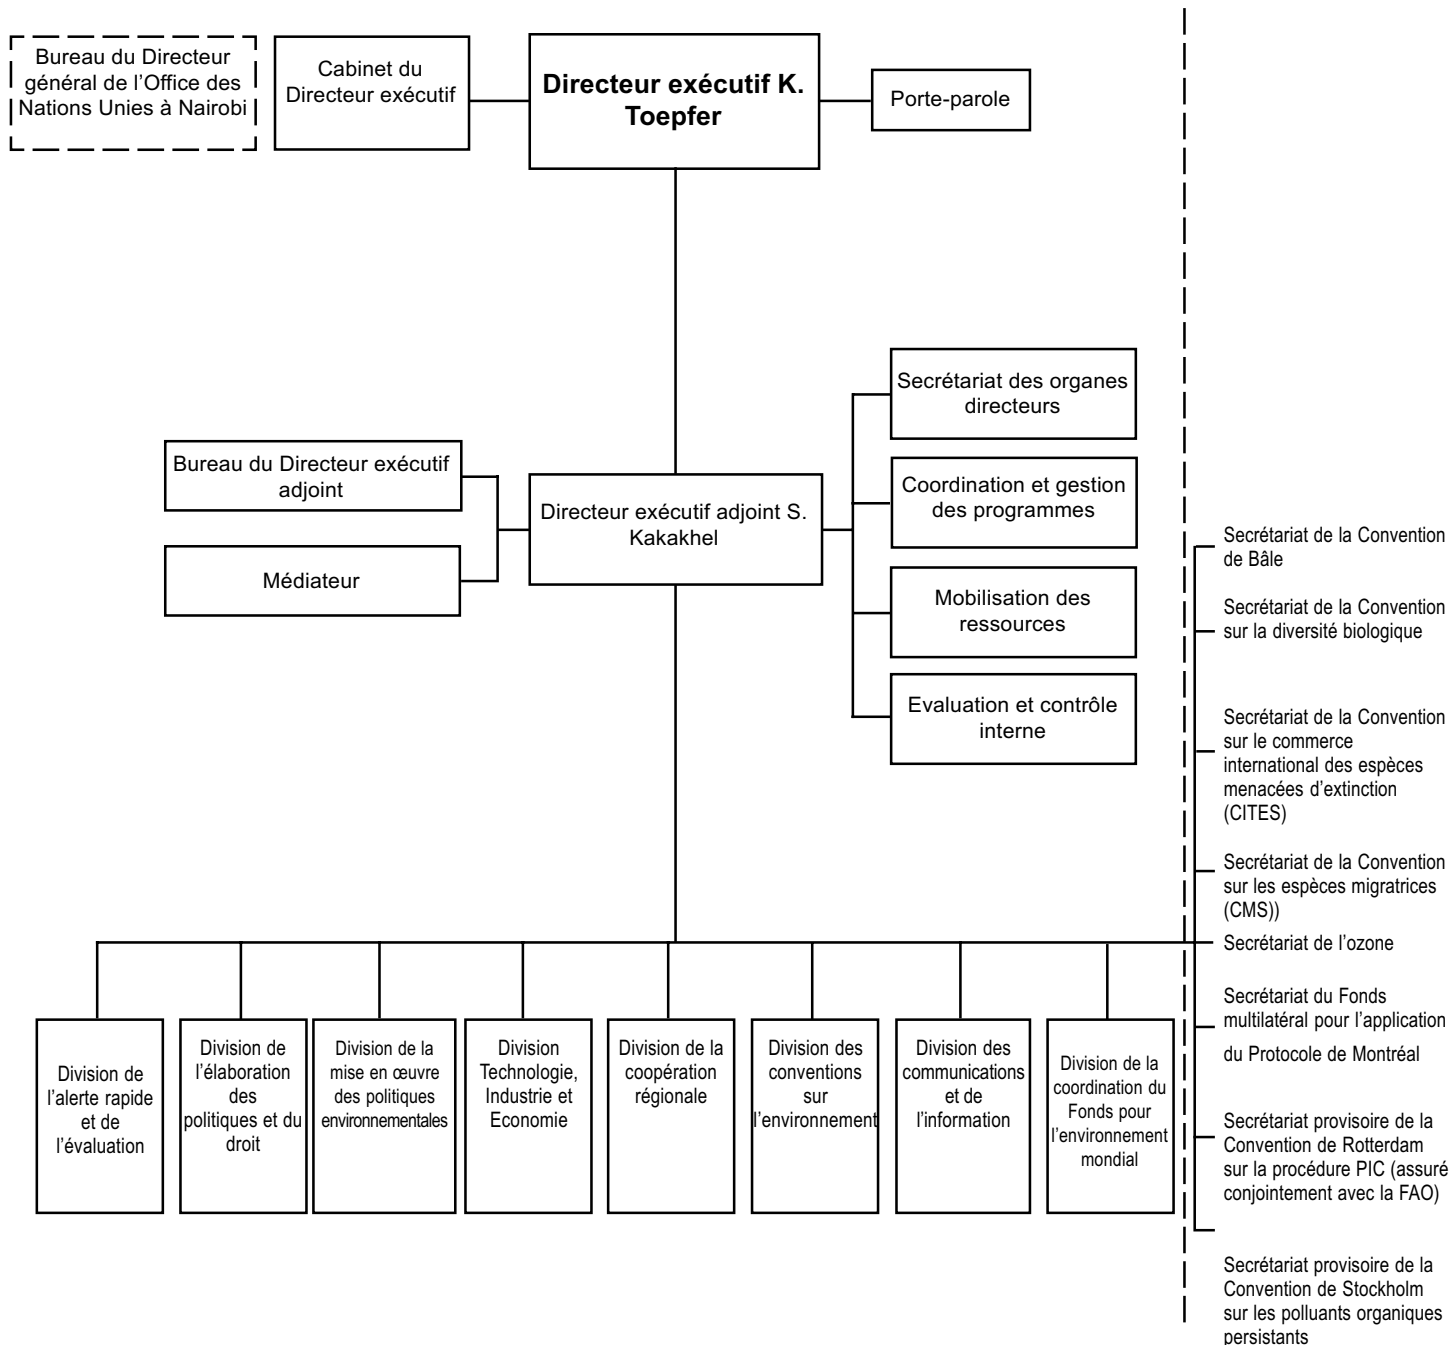 Bureau du Directeur
général de l’Office des
Nations Unies à Nairobi
Cabinet du
Directeur exécutif
Directeur exécutif K.
Toepfer
Porte-parole
Secrétariat des organes
directeurs
Bureau du Directeur exécutif
adjoint
Coordination et gestion
des programmes
Directeur exécutif adjoint S.
Kakakhel
Médiateur
Mobilisation des
ressources
Evaluation et contrôle
interne
Secrétariat de la Convention
de Bâle
Secrétariat de la Convention
sur la diversité biologique
Secrétariat de la Convention
sur le commerce
international des espèces
menacées d’extinction
(CITES)
Secrétariat de la Convention
sur les espèces migratrices
(CMS))
Secrétariat de l’ozone
Secrétariat du Fonds
multilatéral pour l’application
du Protocole de Montréal
Secrétariat provisoire de la
Convention de Rotterdam
sur la procédure PIC (assuré
conjointement avec la FAO)
Secrétariat provisoire de la
Convention de Stockholm
sur les polluants organiques
persistants
Division de
l’alerte rapide
et de
l’évaluation
Division de
l’élaboration
des
politiques et du
droit
Division de la
mise en œuvre
des politiques
environnementales
Division
Technologie,
Industrie et
Economie
Division de la
coopération
régionale
Division des
conventions
sur
l’environnement
Division des
communications
et de
l’information
Division de la
coordination du
Fonds pour
l’environnement
mondial